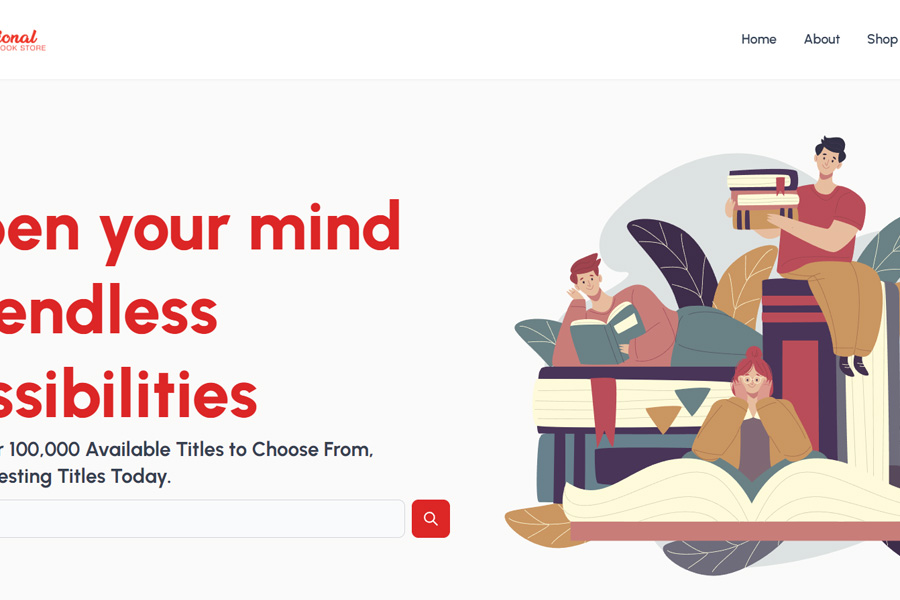 ional
OOK STORE
Home About Shop
pen your mind
endless
ssibilities
r 100,000 Available Titles to Choose From,
esting Titles Today.